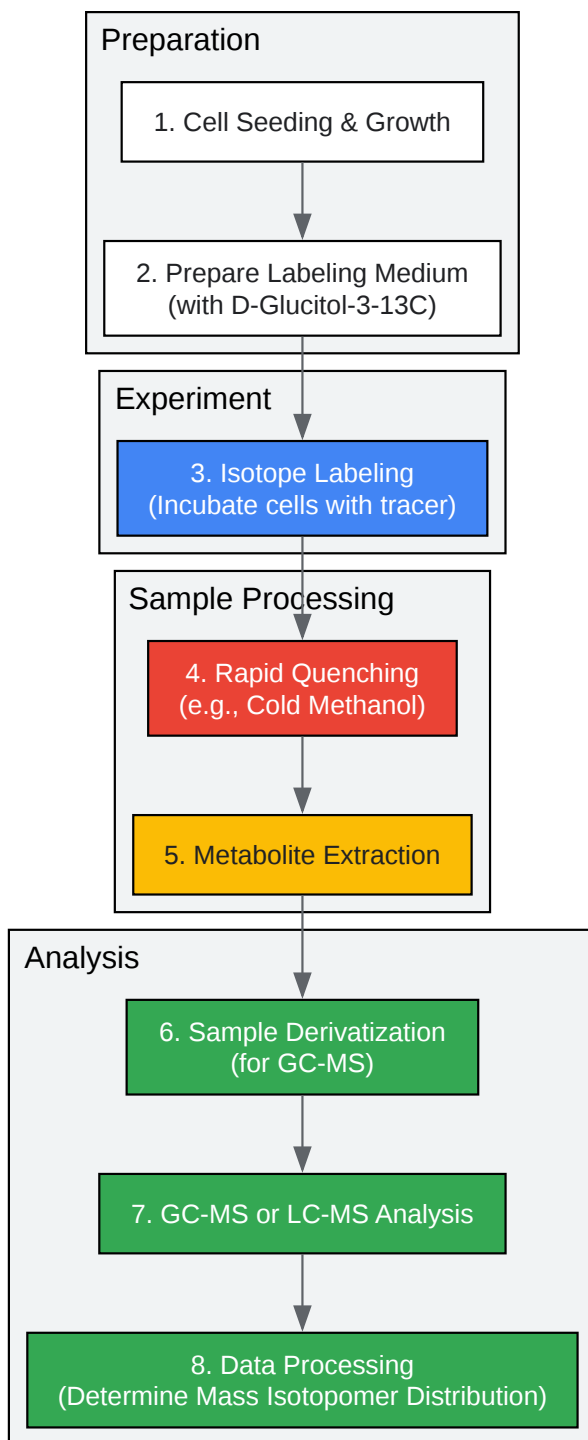 Preparation
1. Cell Seeding & Growth
2. Prepare Labeling Medium
(with D-Glucitol-3-13C)
Experiment
3. Isotope Labeling
(Incubate cells with tracer)
Sample Processing
4. Rapid Quenching
(e.g., Cold Methanol)
5. Metabolite Extraction
Analysis
6. Sample Derivatization
(for GC-MS)
7. GC-MS or LC-MS Analysis
8. Data Processing
(Determine Mass Isotopomer Distribution)